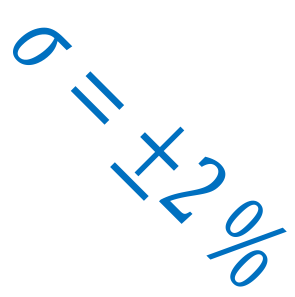 σ = ±2%